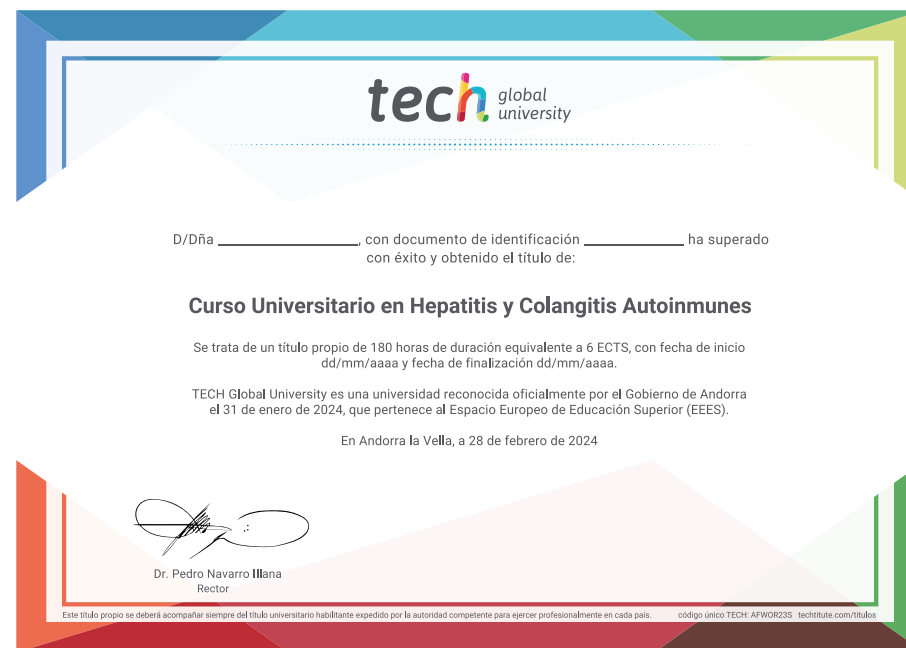 tech global university
D/Dña ____________________, con documento de identificación ______________ ha superado
con éxito y obtenido el título de:
Curso Universitario en Hepatitis y Colangitis Autoinmunes
Se trata de un título propio de 180 horas de duración equivalente a 6 ECTS, con fecha de inicio
dd/mm/aaaa y fecha de finalización dd/mm/aaaa.
TECH Global University es una universidad reconocida oficialmente por el Gobierno de Andorra
el 31 de enero de 2024, que pertenece al Espacio Europeo de Educación Superior (EEES).
En Andorra la Vella, a 28 de febrero de 2024
Dr. Pedro Navarro Illana
Rector
Este título propio se deberá acompañar siempre del título universitario habilitante expedido por la autoridad competente para ejercer profesionalmente en cada país. código único TECH: AFWOR23S techtitute.com/titulos